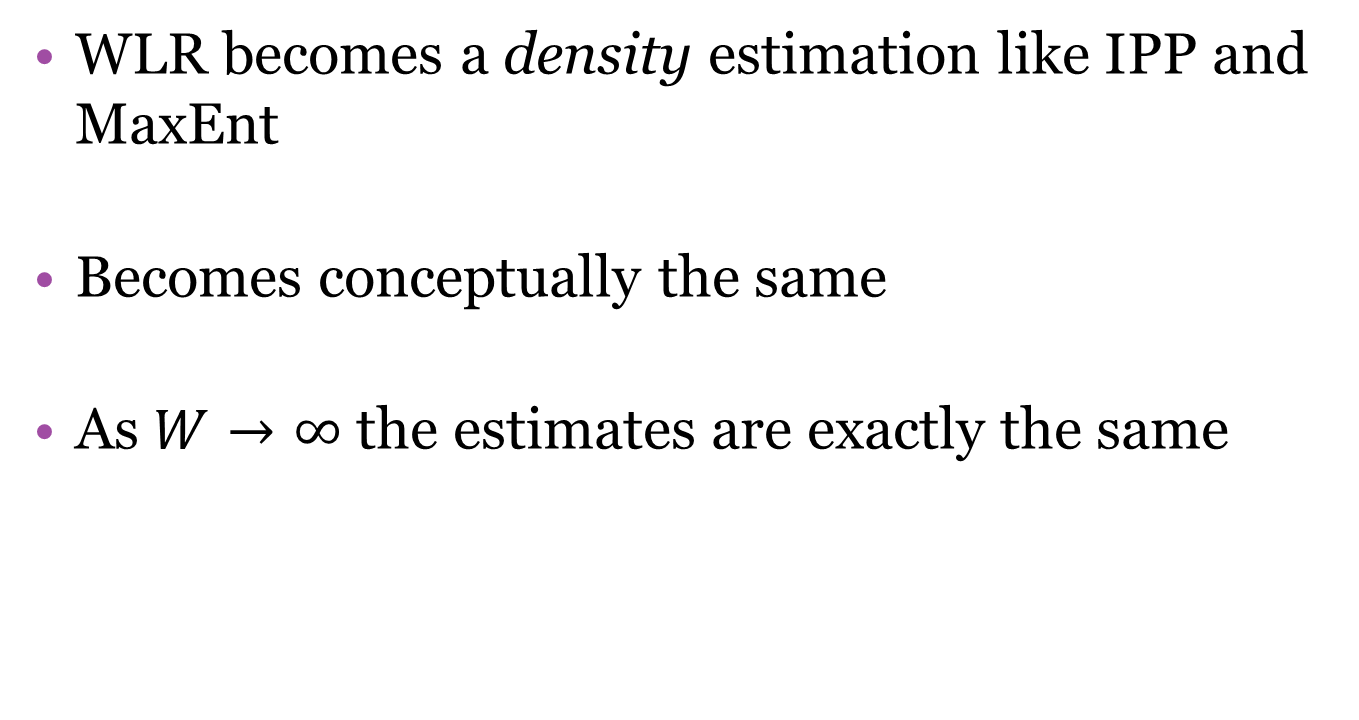 • WLR becomes a density estimation like IPP and
MaxEnt
• Becomes conceptually the same
• As W → ∞ the estimates are exactly the same